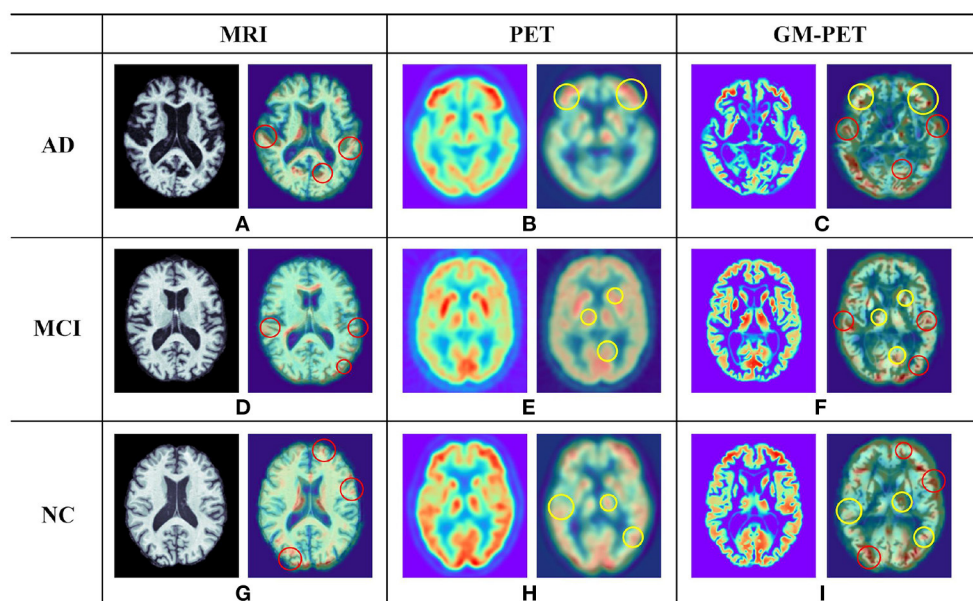 MRI PET GM-PET
AD
A B C
MCI
D E F
NC
G H I